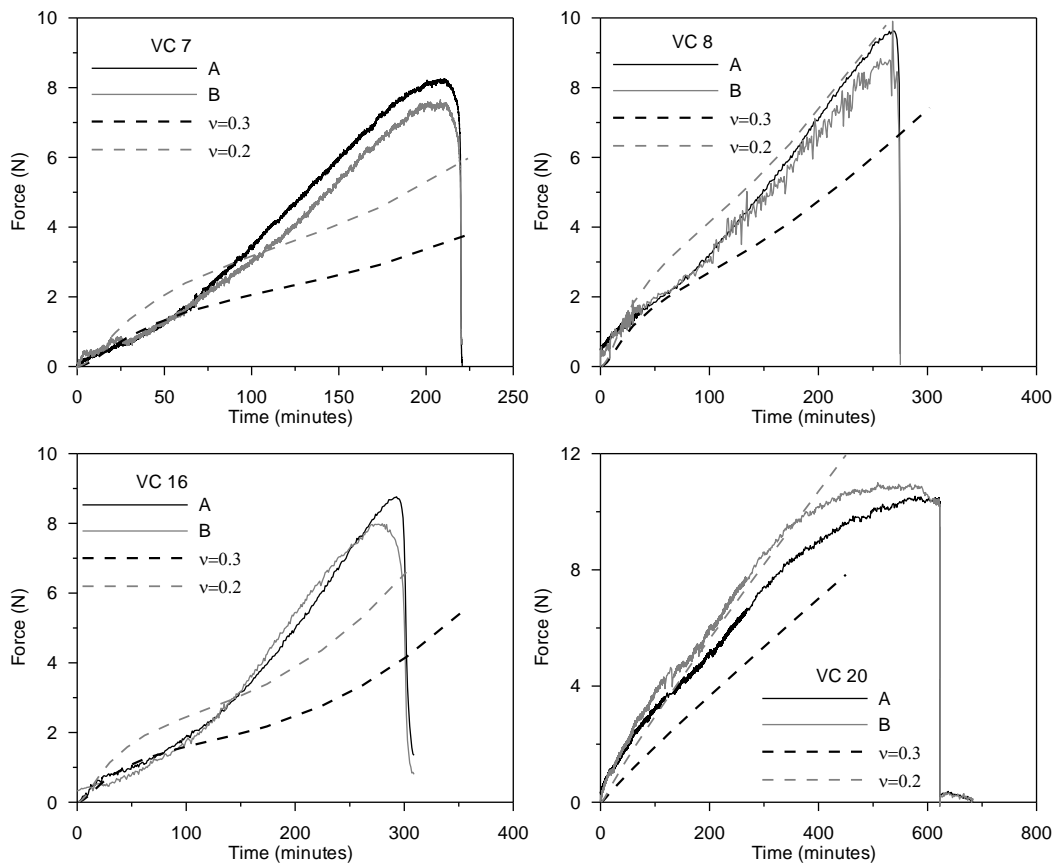 10
8
6
4
2
0
Force (N)
VC 7
A
B
ν=0.3
ν=0.2
0 50 100 150 200 250
Time (minutes)
10
8
6
4
2
0
Force (N)
VC 8
A
B
ν=0.3
ν=0.2
0 100 200 300 400
Time (minutes)
10
8
6
4
2
0
Force (N)
VC 16
A
B
ν=0.3
ν=0.2
0 100 200 300 400
Time (minutes)
12
8
4
0
Force (N)
VC 20
A
B
ν=0.3
ν=0.2
0 200 400 600 800
Time (minutes)